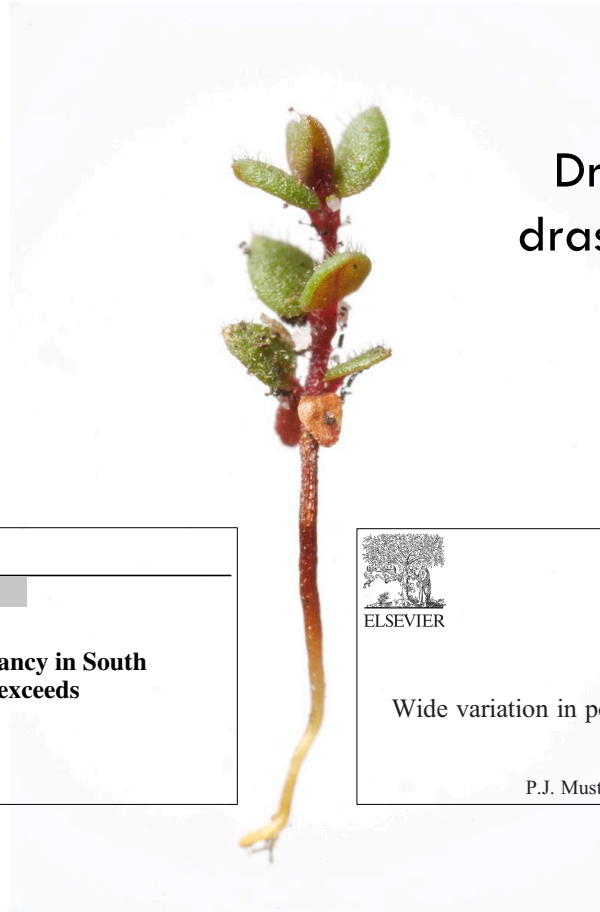 Dr
dras
ancy in South
exceeds
ELSEVIER
Wide variation in p
P.J. Must